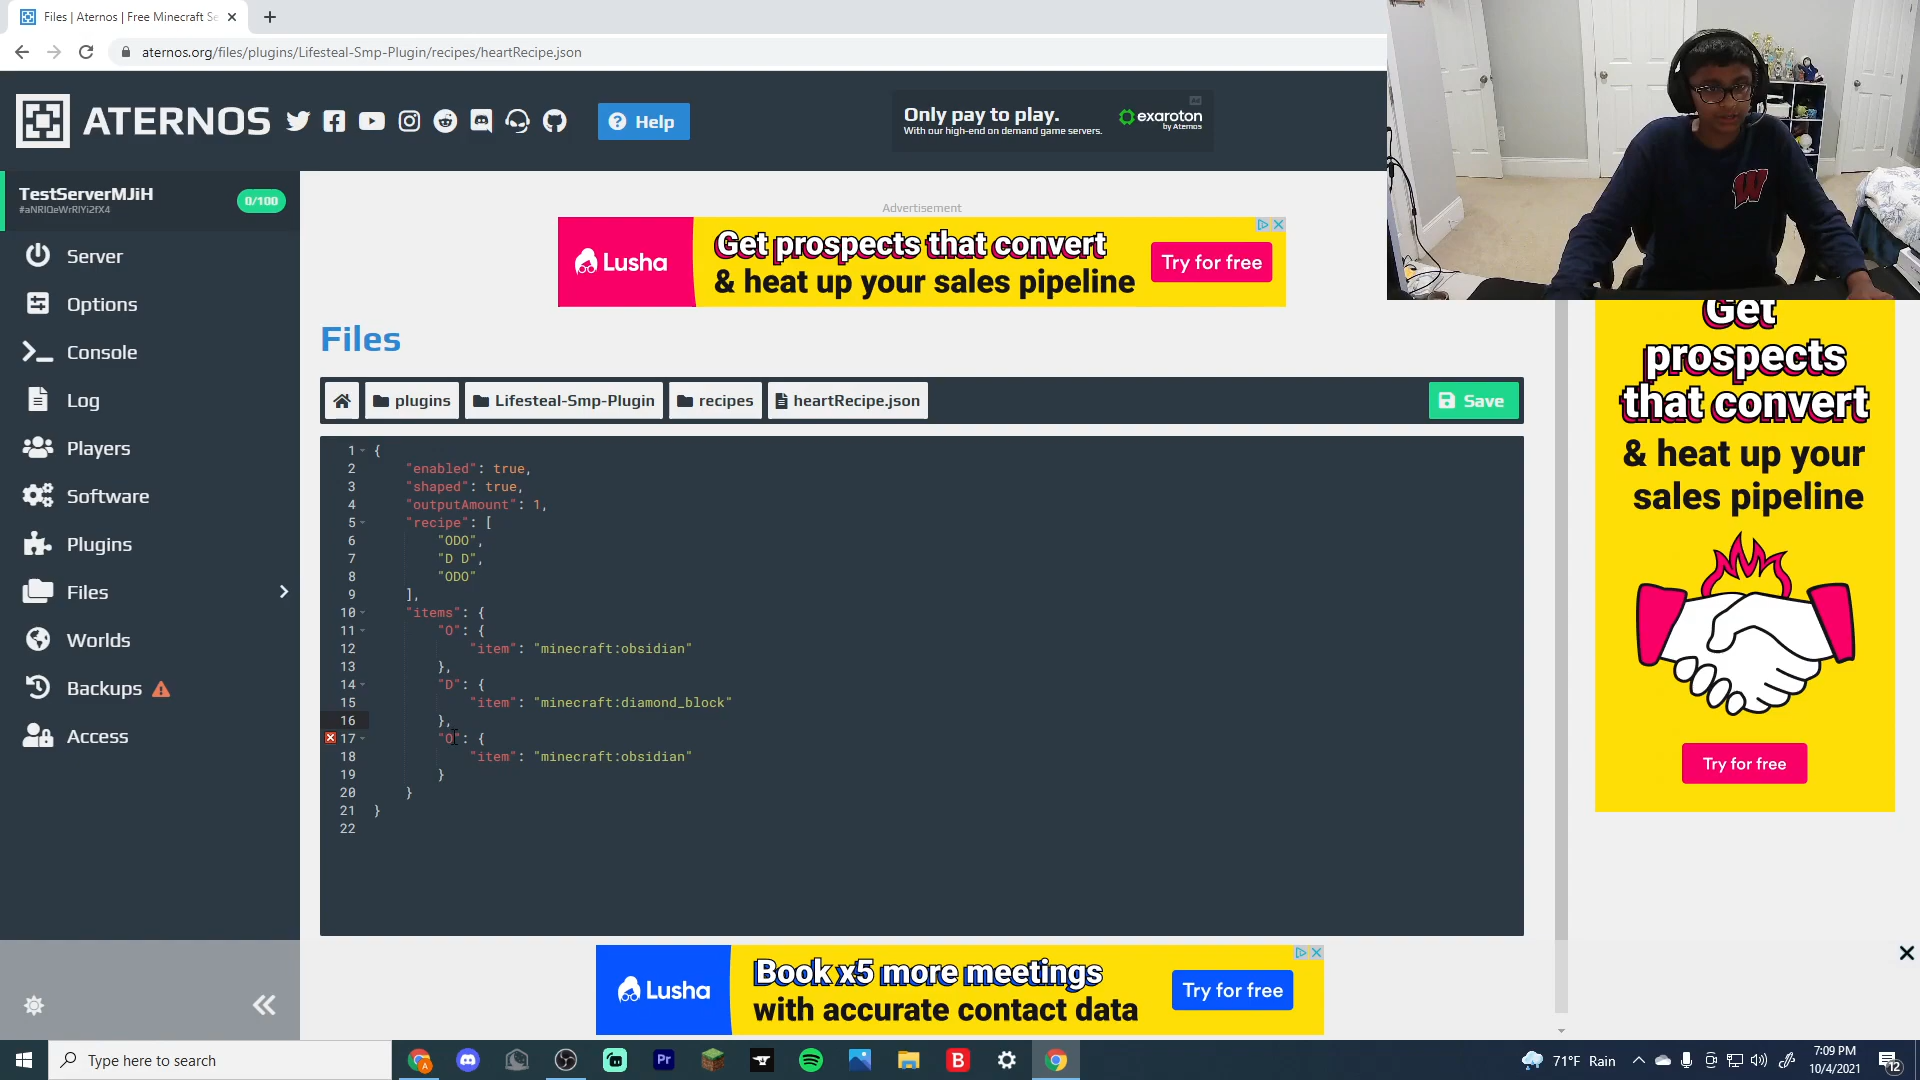 Files | Aternos | Free Minecraft Se
aternos.org/files/plugins/Lifesteal-Smp-Plugin/recipes/heartRecipe.json
ATERNOS
Help
Only pay to play.
With our high-end on demand game servers.
exaroton
by Aternos
Ad
TestServerMJiH
0/100
Server
Options
Console
Log
Players
Software
Plugins
Files
Worlds
Backups
Access
Advertisement
Lusha
Get prospects that convert
& heat up your sales pipeline
Try for free
W
Files
plugins
Lifesteal-Smp-Plugin
recipes
heartRecipe.json
Save
1 {
2 "enabled": true,
3 "shaped": true,
4 "outputAmount": 1,
5 "recipe": [
6 "ODO",
7 "D D",
8 "ODO"
9 ],
10 "items": {
11 "O": {
12 "item": "minecraft:obsidian"
13 },
14 "D": {
15 "item": "minecraft:diamond_block"
16 },
17 "O": {
18 "item": "minecraft:obsidian"
19 }
20 }
21 }
22
Get
prospects
that convert
& heat up your
sales pipeline
Try for free
Lusha
Book x5 more meetings
with accurate contact data
Try for free
Type here to search
Pr
B
71°F Rain
7:09 PM
10/4/2021
12